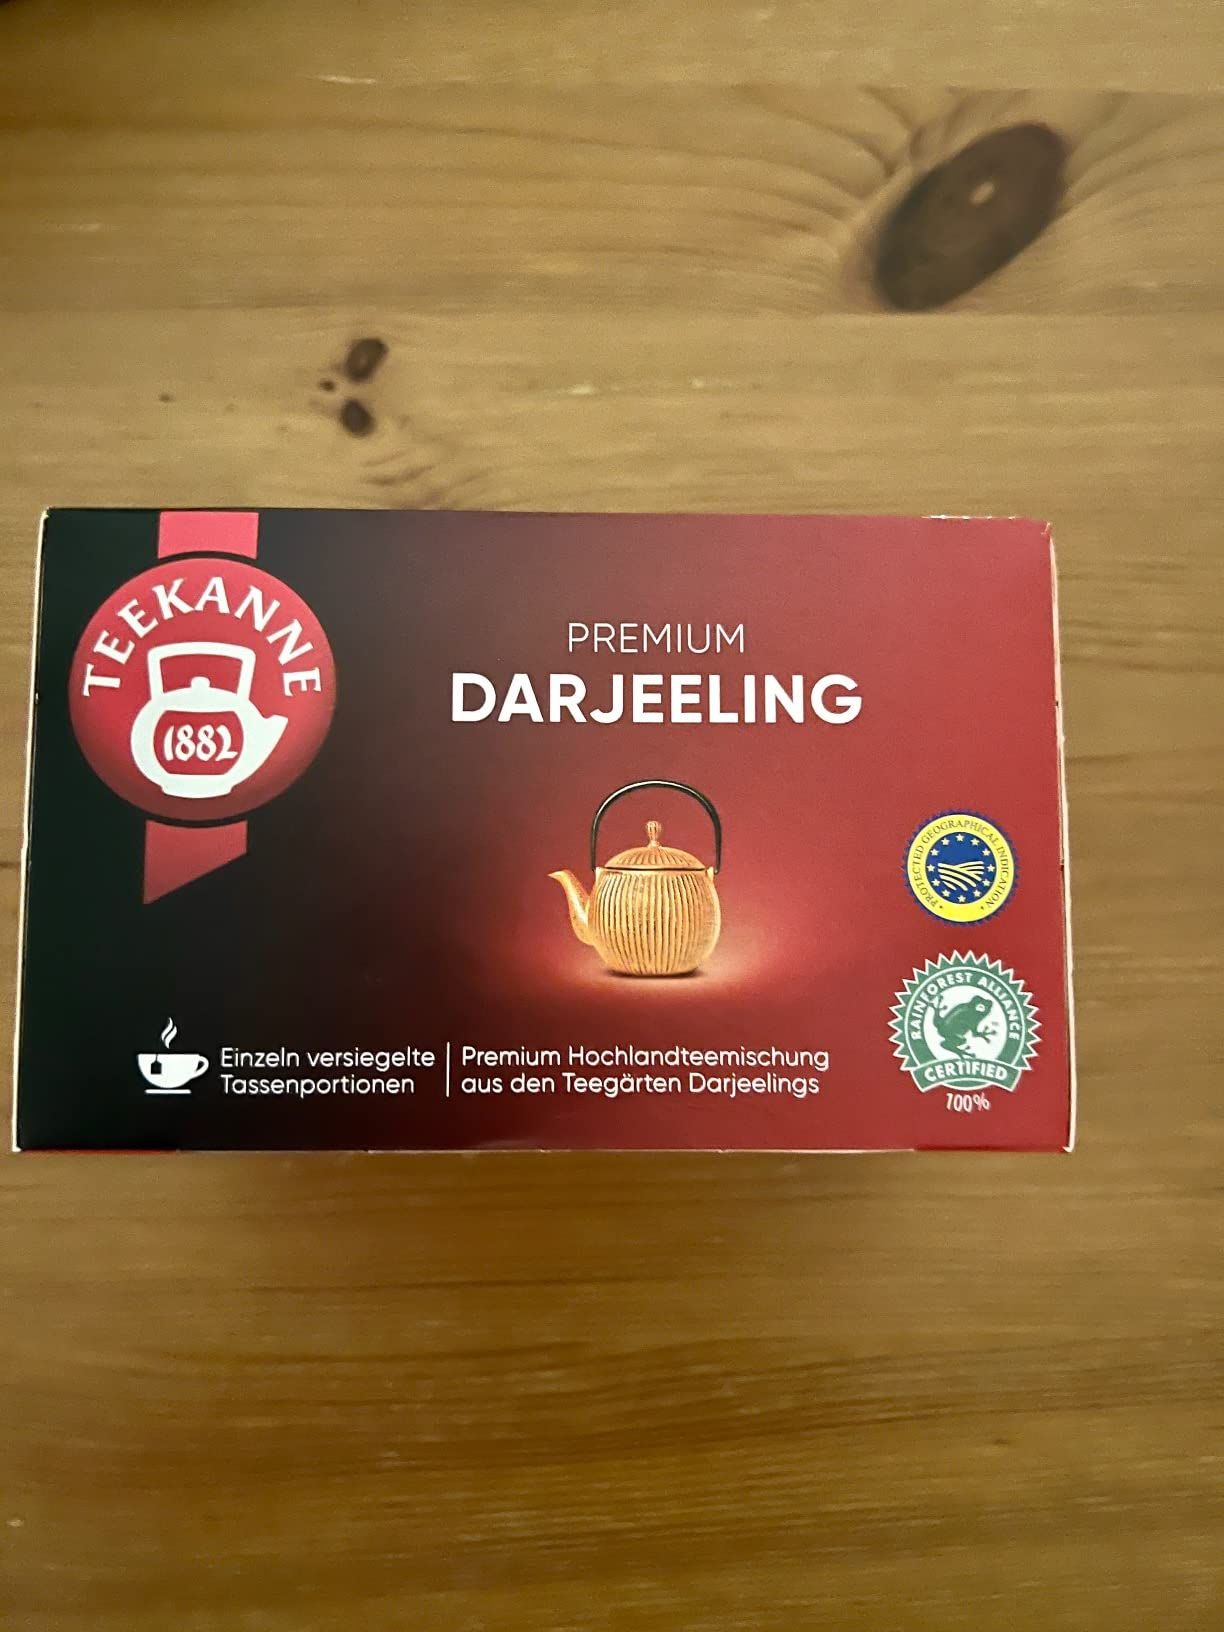 TEEKANNE
1882
PREMIUM
DARJEELING
PROTECTED GEOGRAPHICAL INDICATION
RAINFOREST ALLIANCE
CERTIFIED
100%
Einzeln versiegelte
Tassenportionen
Premium Hochlandteemischung
aus den Teegärten Darjeelings